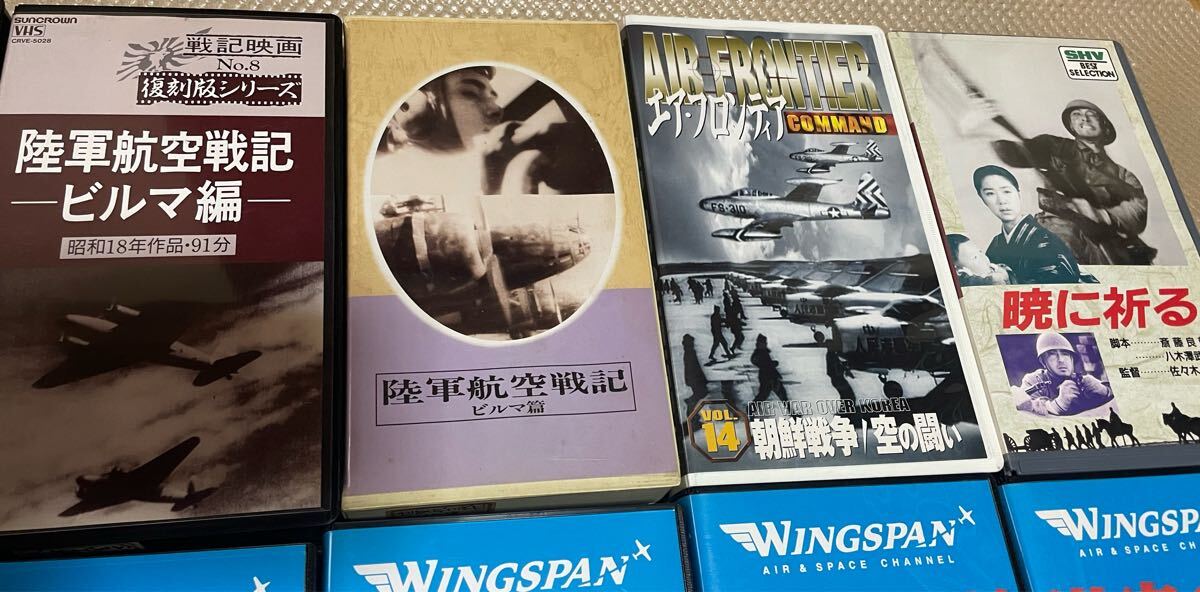 SUNCROWN
VHS
CRVE-5028
戦記映画
No.8
復刻版シリーズ
陸軍航空戦記
―ビルマ編―
昭和18年作品・91分
陸軍航空戦記
ビルマ篇
AIR FRONTIER
エア・フロンティア
COMMAND
FS-310
VOL.
14
AIR WAR OVER KOREA
朝鮮戦争/空の闘い
SHV
BEST
SELECTION
暁に祈る
脚本………斎藤良
………八木澤武
監督………佐々木
WINGSPAN
WINGSPAN
AIR & SPACE CHANNEL
WINGSPAN
AIR & SPACE CHAN